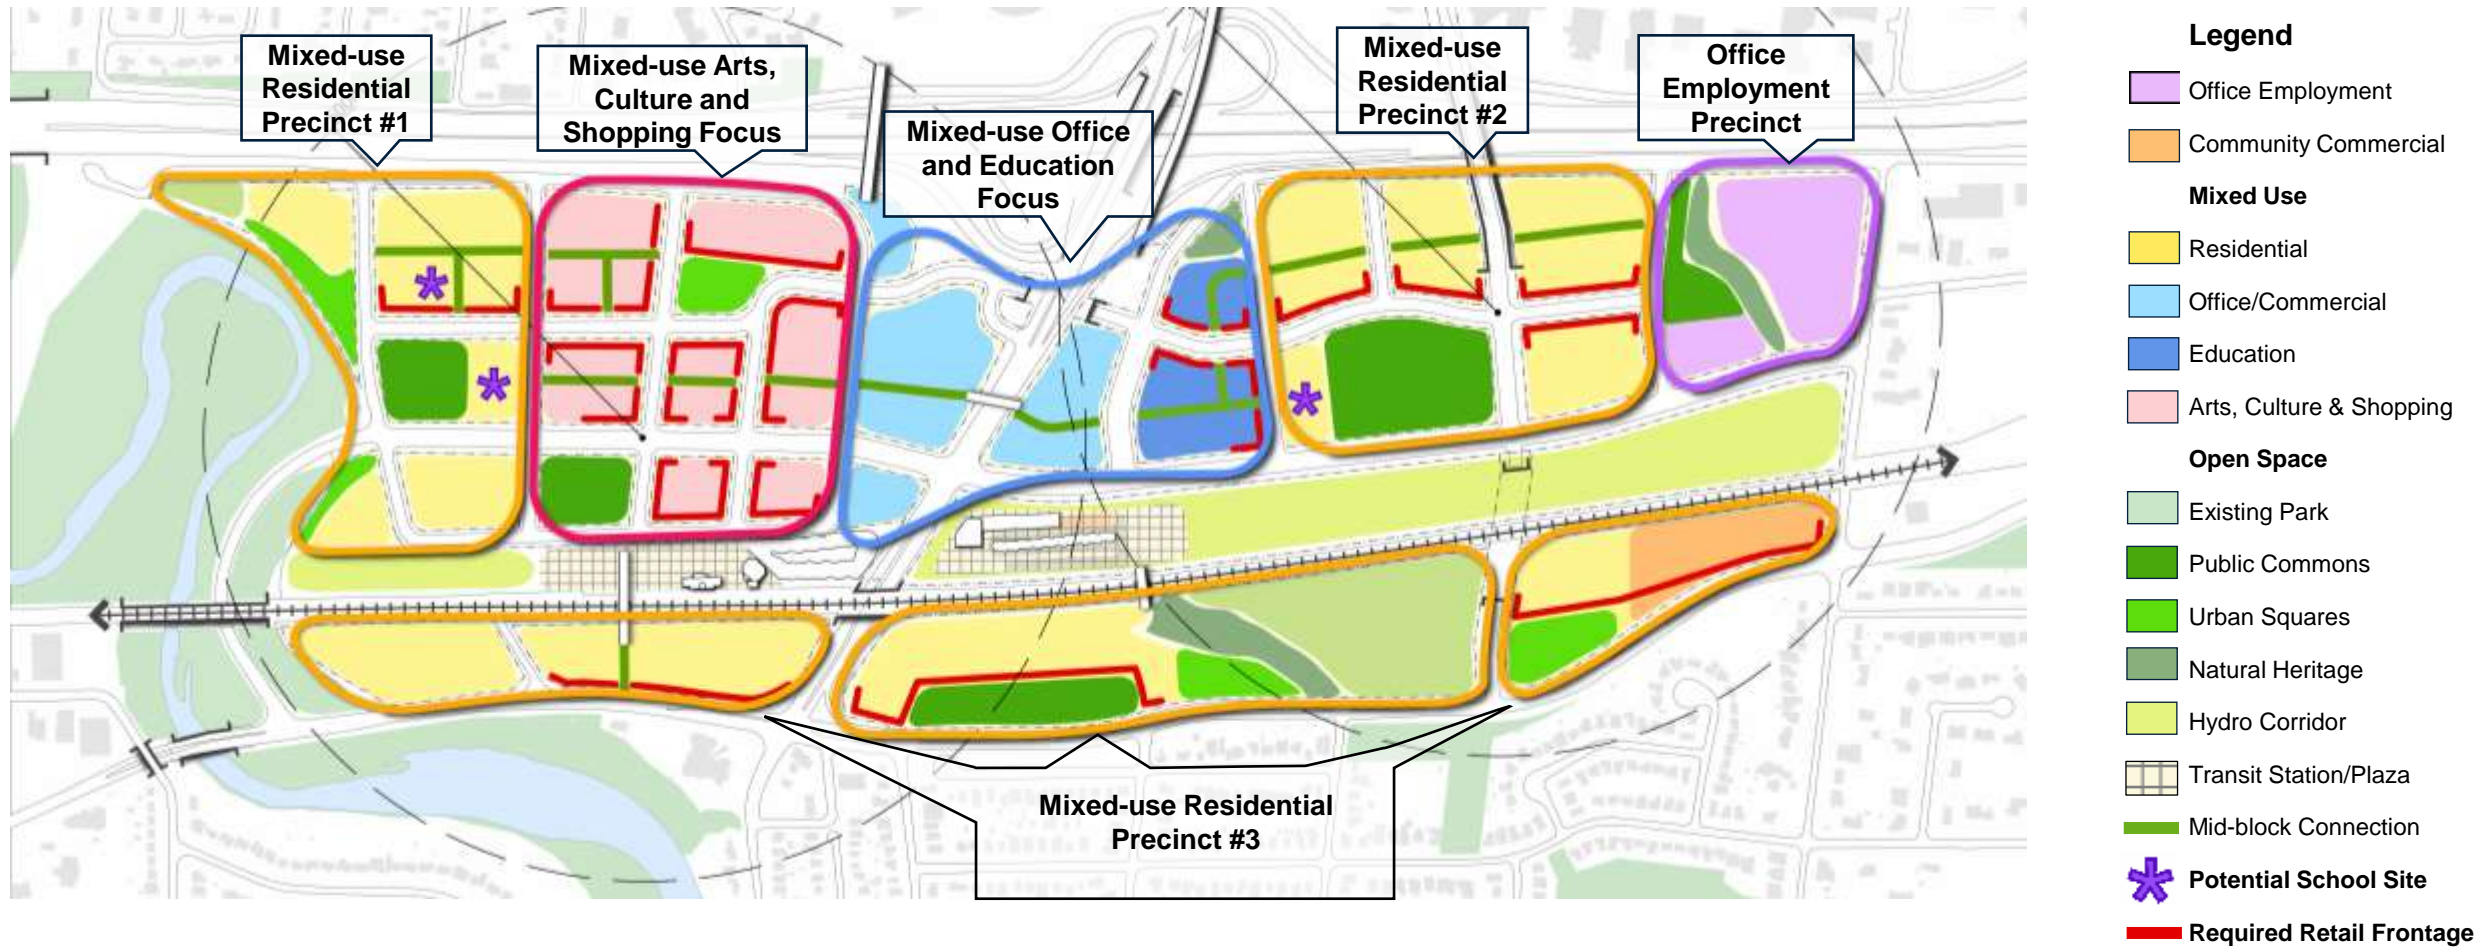 Mixed-use
Residential
Precinct #1
Mixed-use Arts,
Culture and
Shopping Focus
Mixed-use Office
and Education
Focus
Mixed-use
Residential
Precinct #2
Office
Employment
Precinct
Mixed-use Residential
Precinct #3
Legend
Office Employment
Community Commercial
Mixed Use
Residential
Office/Commercial
Education
Arts, Culture & Shopping
Open Space
Existing Park
Public Commons
Urban Squares
Natural Heritage
Hydro Corridor
Transit Station/Plaza
Mid-block Connection
Potential School Site
Required Retail Frontage